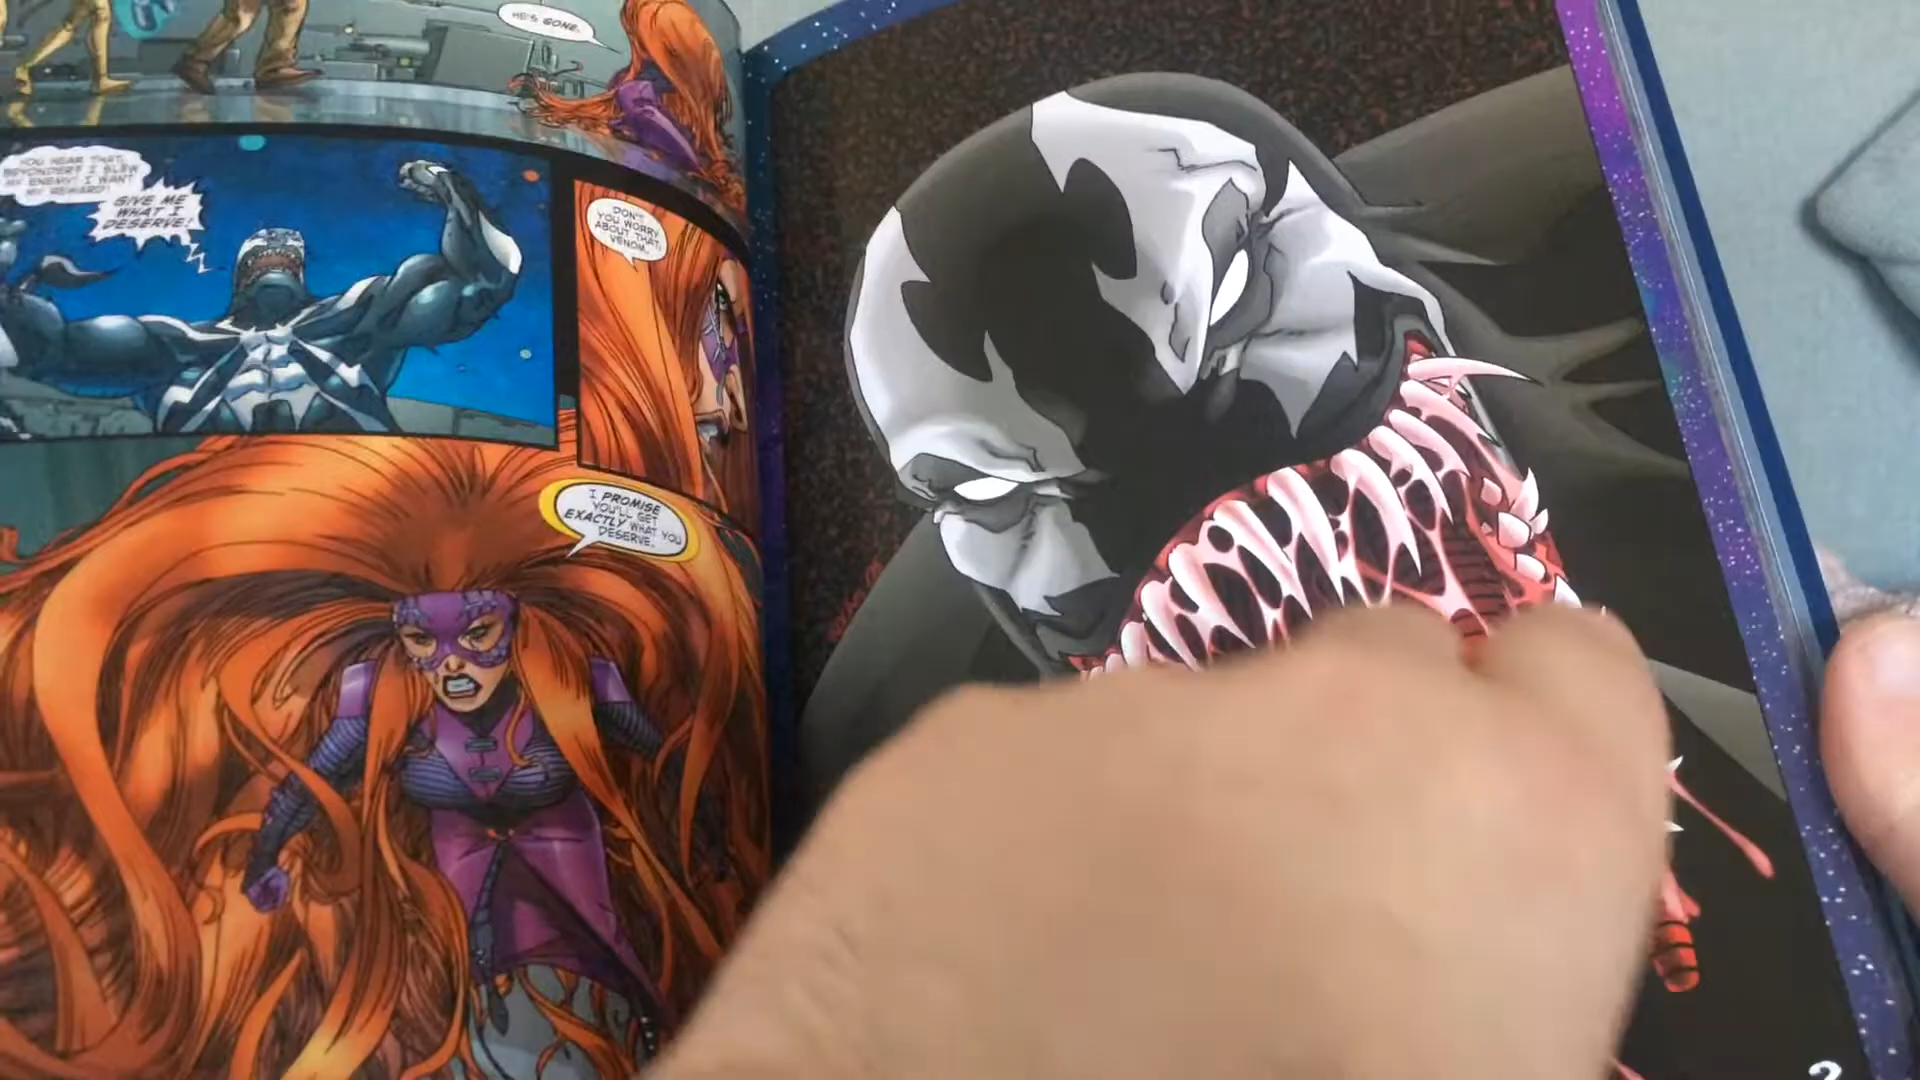 HE'S GONE.
YOU HEAR THAT,
BEYONDER? I SLEW
MY ENEMY! I WANT
MY REWARD!
GIVE ME
WHAT I
DESERVE!
DON'T
YOU WORRY
ABOUT THAT,
VENOM.
I PROMISE
YOU'LL GET
EXACTLY WHAT YOU
DESERVE.